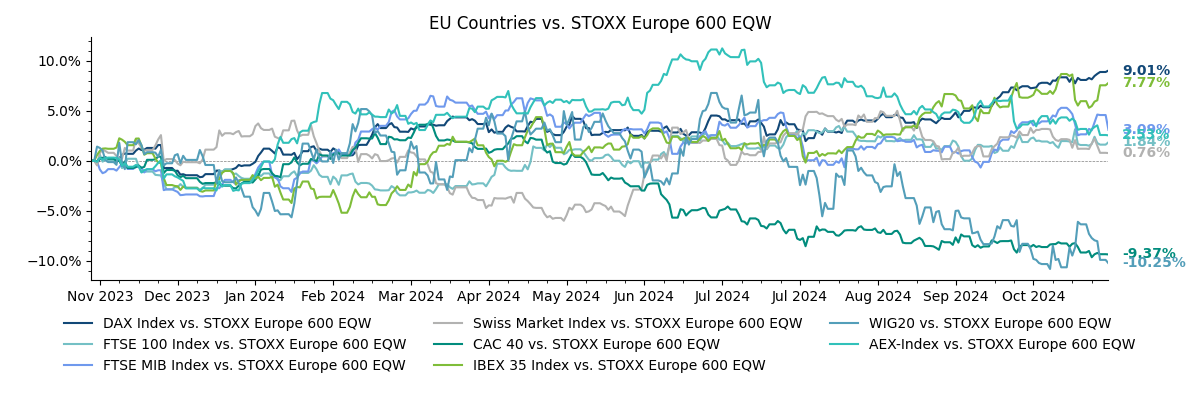 EU Countries vs. STOXX Europe 600 EQW
10.0%
5.0%
0.0%
−5.0%
−10.0%
9.01%
7.77%
3.09%
1.84%
0.76%
-9.37%
-10.25%
Nov 2023 Dec 2023 Jan 2024 Feb 2024 Mar 2024 Apr 2024 May 2024 Jun 2024 Jul 2024 Jul 2024 Aug 2024 Sep 2024 Oct 2024
DAX Index vs. STOXX Europe 600 EQW
FTSE 100 Index vs. STOXX Europe 600 EQW
FTSE MIB Index vs. STOXX Europe 600 EQW
Swiss Market Index vs. STOXX Europe 600 EQW
CAC 40 vs. STOXX Europe 600 EQW
IBEX 35 Index vs. STOXX Europe 600 EQW
WIG20 vs. STOXX Europe 600 EQW
AEX-Index vs. STOXX Europe 600 EQW